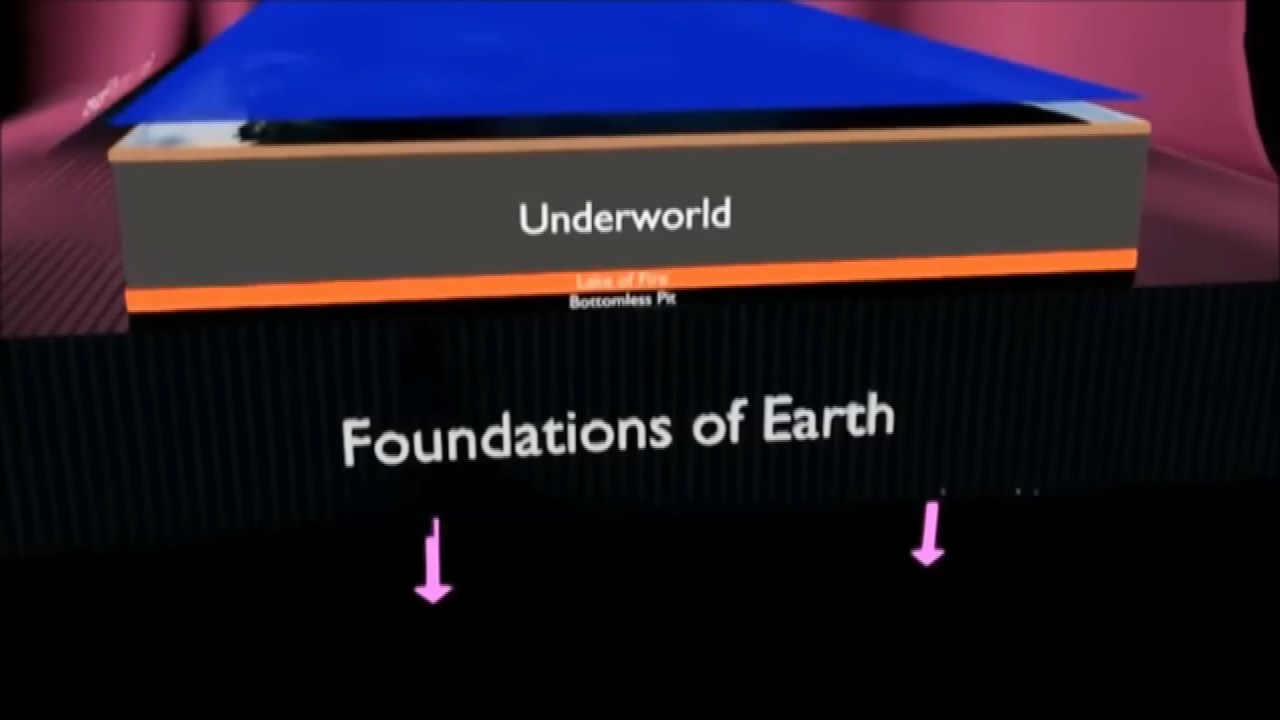 Underworld
Lake of Fire
Bottomless Pit
Foundations of Earth